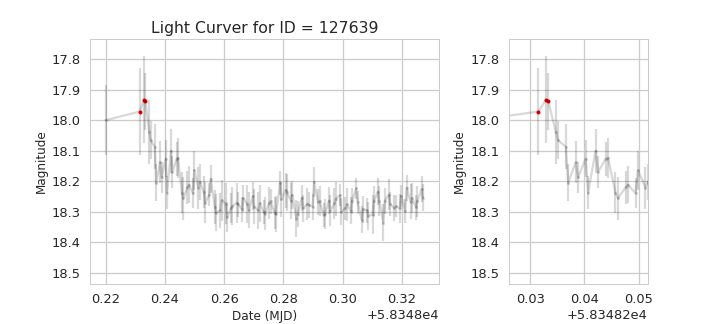 Light Curver for ID = 127639
Magnitude
17.8
17.9
18.0
18.1
18.2
18.3
18.4
18.5
0.22 0.24 0.26 0.28 0.30 0.32
Date (MJD)
+5.8348e4
Magnitude
17.8
17.9
18.0
18.1
18.2
18.3
18.4
18.5
0.03 0.04 0.05
+5.83482e4